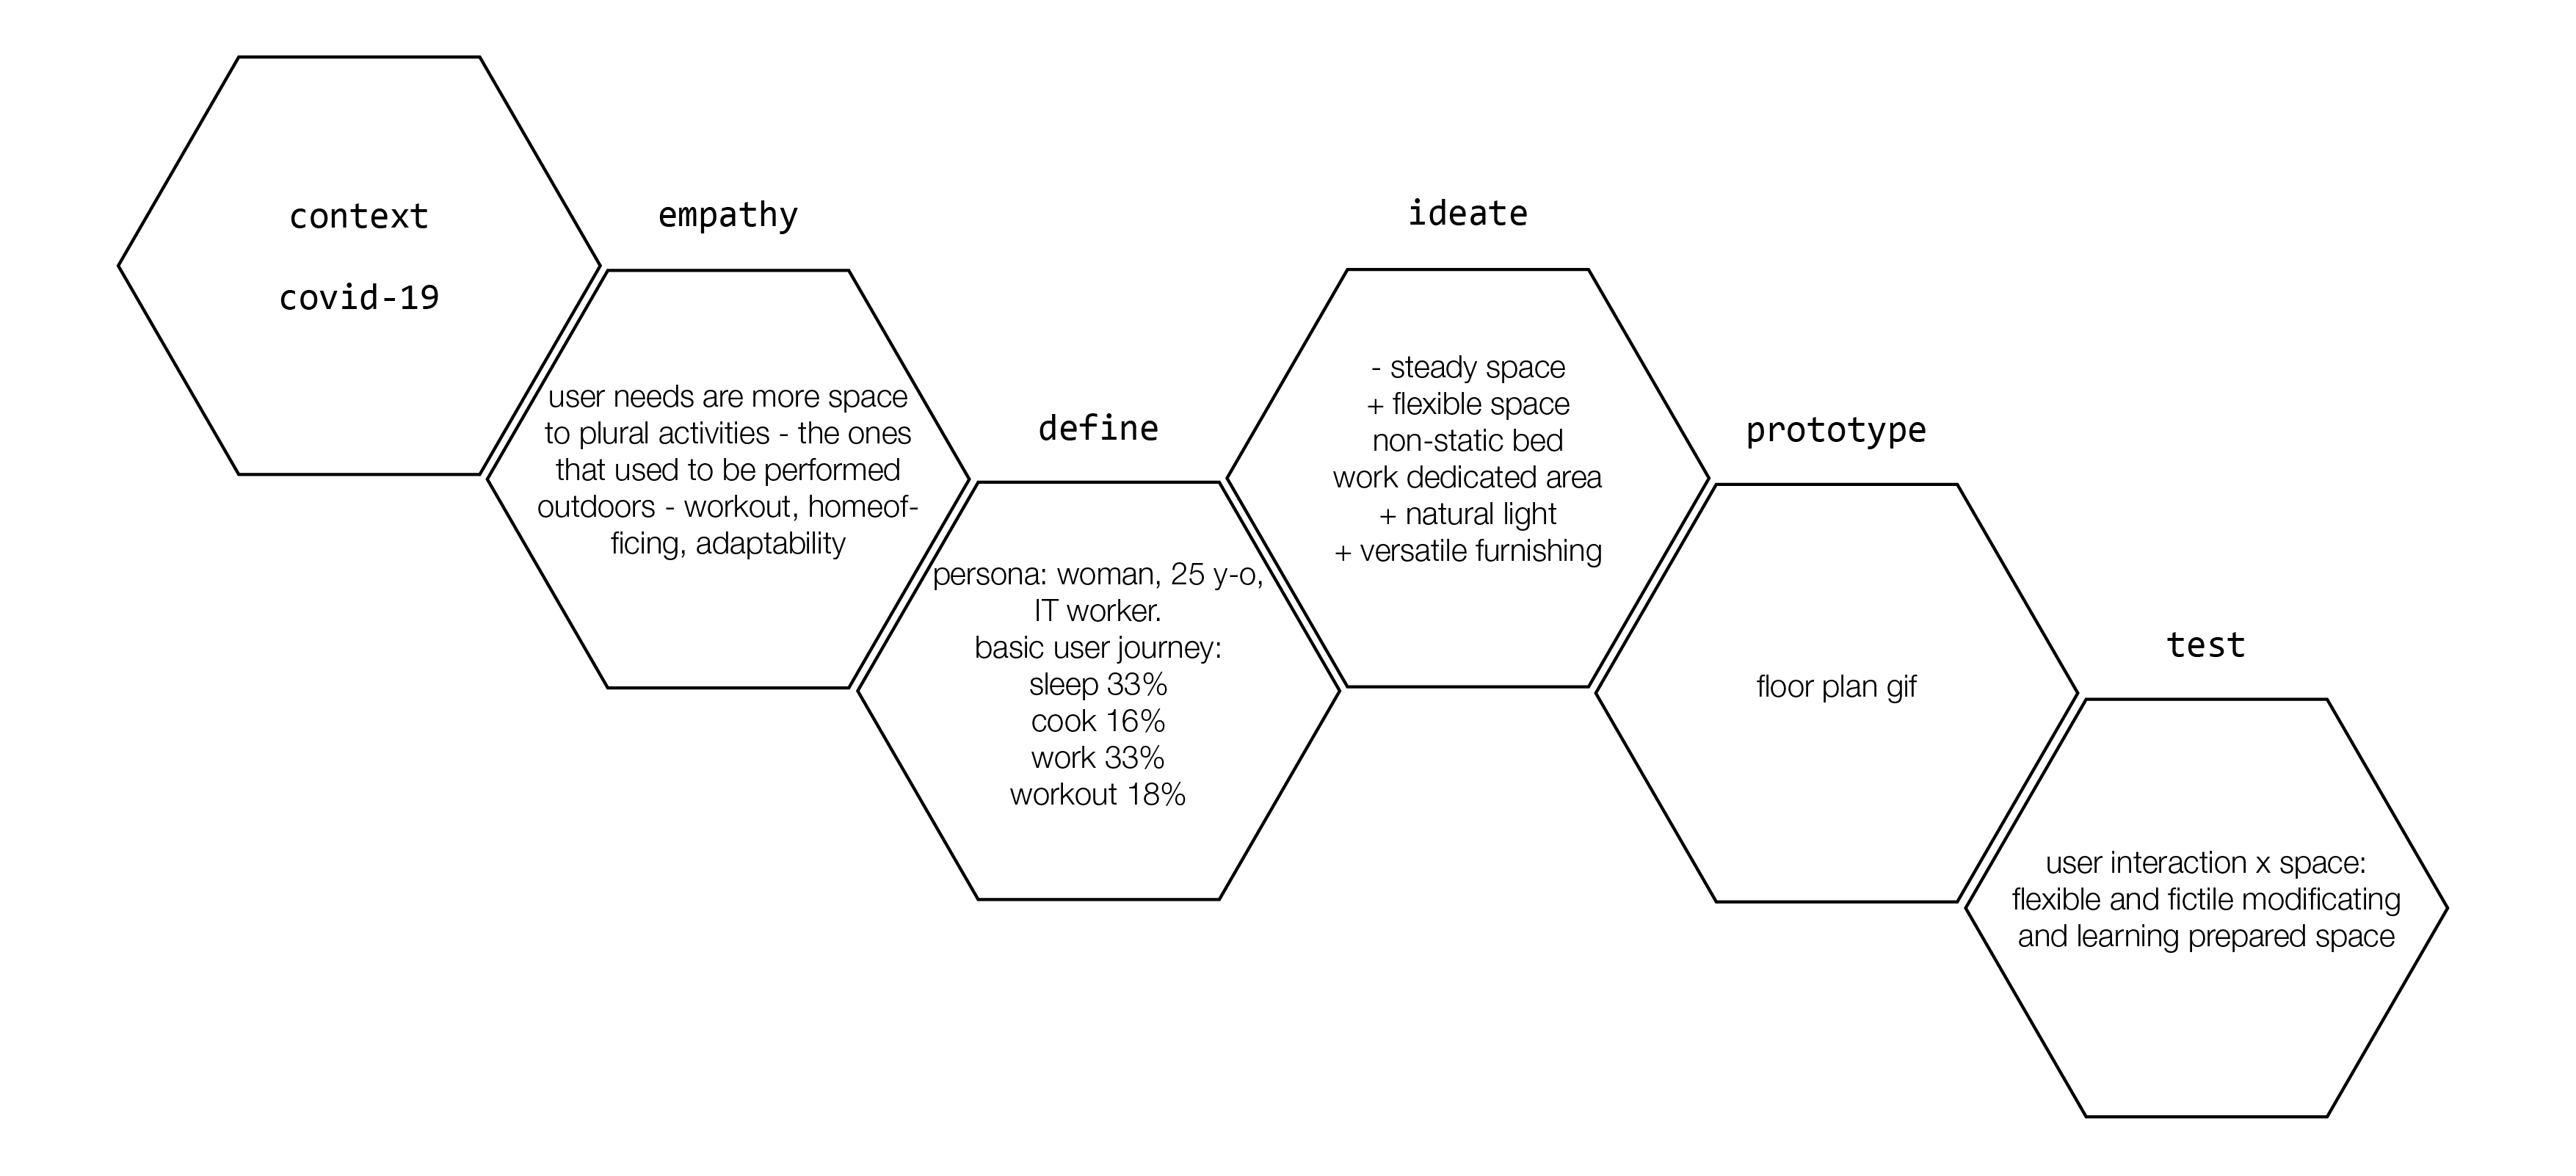 context
covid-19
empathy
user needs are more space
to plural activities - the ones
that used to be performed
outdoors - workout, homeof-
ficing, adaptability
define
persona: woman, 25 y-o,
IT worker.
basic user journey:
sleep 33%
cook 16%
work 33%
workout 18%
ideate
- steady space
+ flexible space
non-static bed
work dedicated area
+ natural light
+ versatile furnishing
prototype
floor plan gif
test
user interaction x space:
flexible and fictile modificating
and learning prepared space